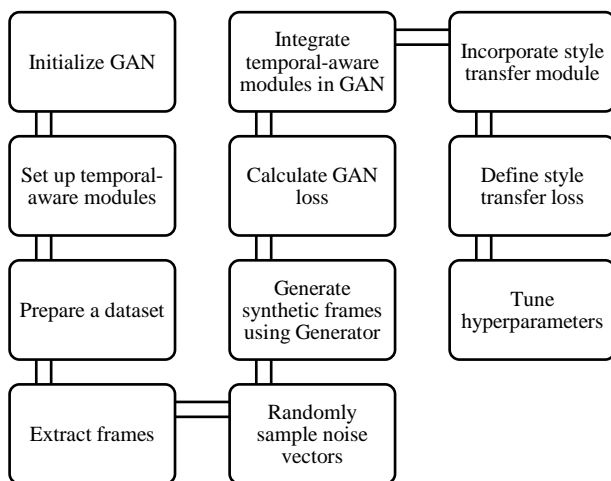 Initialize GAN
Set up temporal-
aware modules
Prepare a dataset
Extract frames
Randomly
sample noise
vectors
Generate
synthetic frames
using Generator
Calculate GAN
loss
Integrate
temporal-aware
modules in GAN
Incorporate style
transfer module
Define style
transfer loss
Tune
hyperparameters